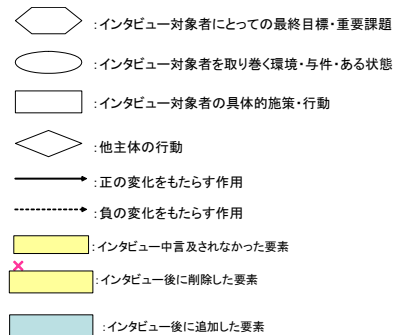 :インタビュー対象者にとっての最終目標・重要課題
:インタビュー対象者を取り巻く環境・与件・ある状態
:インタビュー対象者の具体的施策・行動
:他主体の行動
:正の変化をもたらす作用
:負の変化をもたらす作用
:インタビュー中言及されなかった要素
:インタビュー後に削除した要素
:インタビュー後に追加した要素